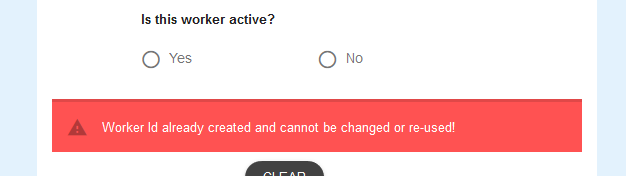 Is this worker active?
Yes
No
Worker Id already created and cannot be changed or re-used!
CLEAR